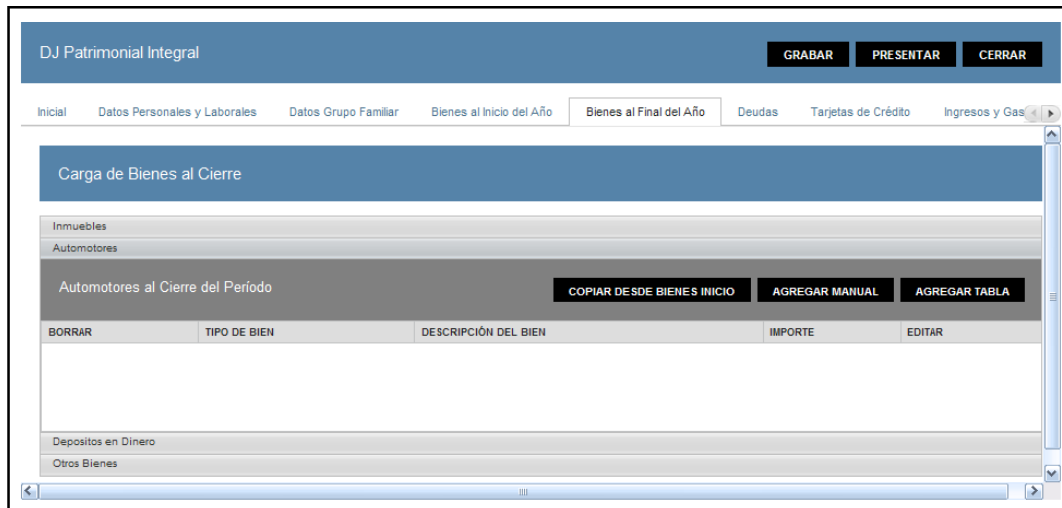 DJ Patrimonial Integral GRABAR PRESENTAR CERRAR
Inicial Datos Personales y Laborales Datos Grupo Familiar Bienes al Inicio del Año Bienes al Final del Año Deudas Tarjetas de Crédito Ingresos y Gas
Carga de Bienes al Cierre
Inmuebles
Automotores
Automotores al Cierre del Período COPIAR DESDE BIENES INICIO AGREGAR MANUAL AGREGAR TABLA
BORRAR TIPO DE BIEN DESCRIPCIÓN DEL BIEN IMPORTE EDITAR
Depositos en Dinero
Otros Bienes